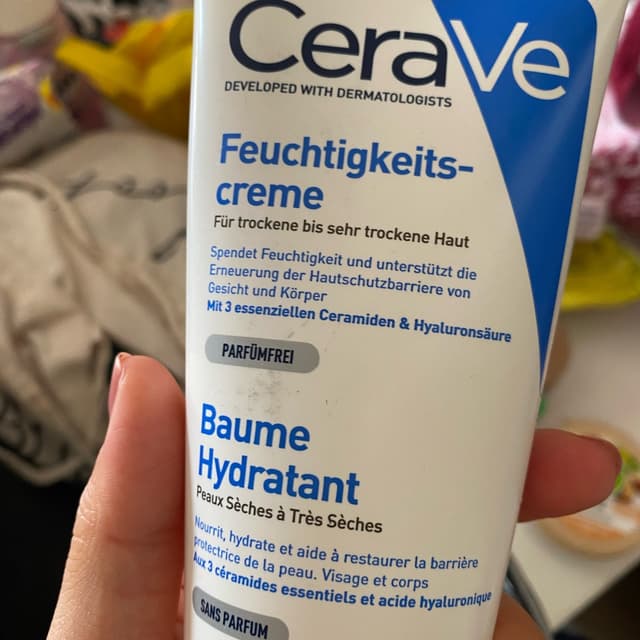 CeraVe
DEVELOPED WITH DERMATOLOGISTS
Feuchtigkeits-
creme
Für trockene bis sehr trockene Haut
Spendet Feuchtigkeit und unterstützt die
Erneuerung der Hautschutzbarriere von
Gesicht und Körper
Mit 3 essenziellen Ceramiden & Hyaluronsäure
PARFÜMFREI
Baume
Hydratant
Peaux Sèches à Très Sèches
Nourrit, hydrate et aide à restaurer la barrière
protectrice de la peau. Visage et corps
Aux 3 céramides essentiels et acide hyaluronique
SANS PARFUM